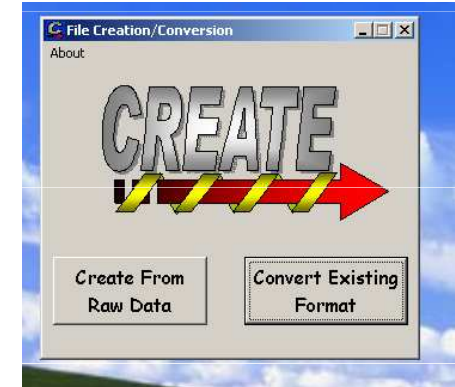 File Creation/Conversion
About
CREATE
Create From
Raw Data
Convert Existing
Format